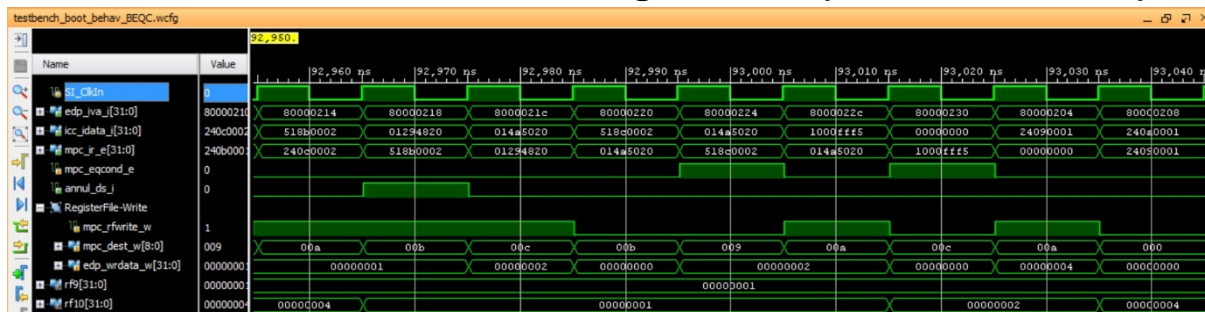 testbench_boot_behav_BEQC.wcfg
92,950.
Name Value
92,960 ns 92,970 ns 92,980 ns 92,990 ns 93,000 ns 93,010 ns 93,020 ns 93,030 ns 93,040 n
SI_ClkIn 0
edp_iva_i[31:0] 80000210 80000214 80000218 8000021c 80000220 80000224 8000022c 80000230 80000204 80000208
icc_idata_i[31:0] 240c0002 518b0002 01294820 014a5020 518c0002 014a5020 1000fff5 00000000 24090001 240a0001
mpc_ir_e[31:0] 240b0001 240c0002 518b0002 01294820 014a5020 518c0002 014a5020 1000fff5 00000000 24090001
mpc_eqcond_e 0
annul_ds_i 0
RegisterFile-Write
mpc_rfwrite_w 1
mpc_dest_w[8:0] 009 00a 00b 00c 00b 009 00a 00c 00a 000
edp_wrdata_w[31:0] 00000001 00000001 00000002 00000000 00000002 00000000 00000004 00000000
rf9[31:0] 00000001 00000001
rf10[31:0] 00000004 00000004 00000001 00000002 00000004